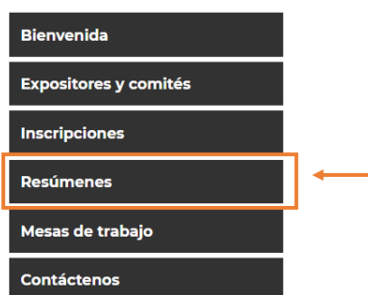 Bienvenida
Expositores y comités
Inscripciones
Resúmenes
Mesas de trabajo
Contáctenos